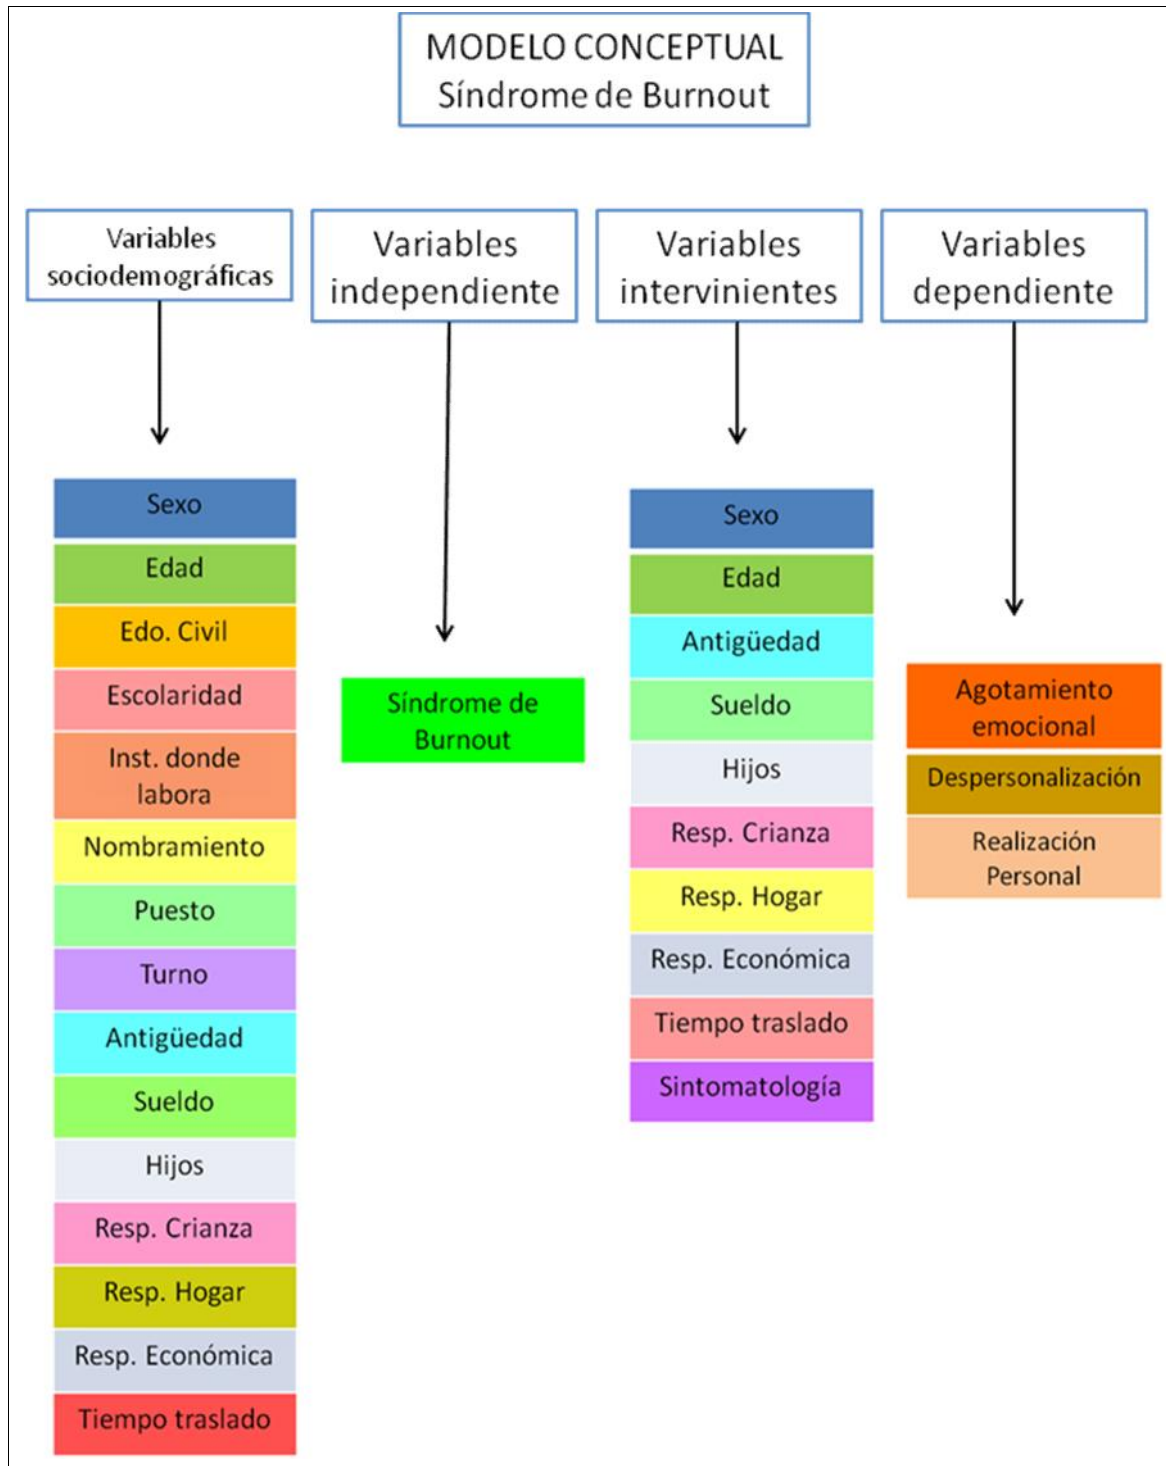 MODELO CONCEPTUAL
Síndrome de Burnout
Variables
sociodemográficas
Variables
independiente
Variables
intervinientes
Variables
dependiente
Sexo
Edad
Edo. Civil
Escolaridad
Inst. donde
labora
Nombramiento
Puesto
Turno
Antigüedad
Sueldo
Hijos
Resp. Crianza
Resp. Hogar
Resp. Económica
Tiempo traslado
Síndrome de
Burnout
Sexo
Edad
Antigüedad
Sueldo
Hijos
Resp. Crianza
Resp. Hogar
Resp. Económica
Tiempo traslado
Sintomatología
Agotamiento
emocional
Despersonalización
Realización
Personal